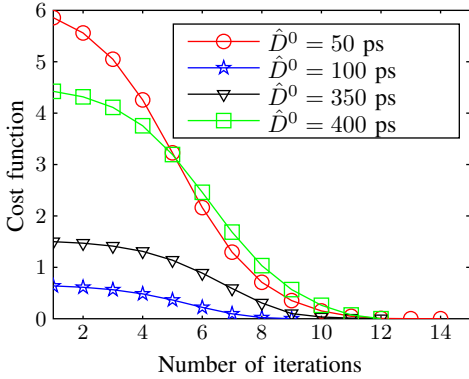 6
5
4
3
2
1
0
2 4 6 8 10 12 14
Cost function
Number of iterations
D̂⁰ = 50 ps
D̂⁰ = 100 ps
D̂⁰ = 350 ps
D̂⁰ = 400 ps